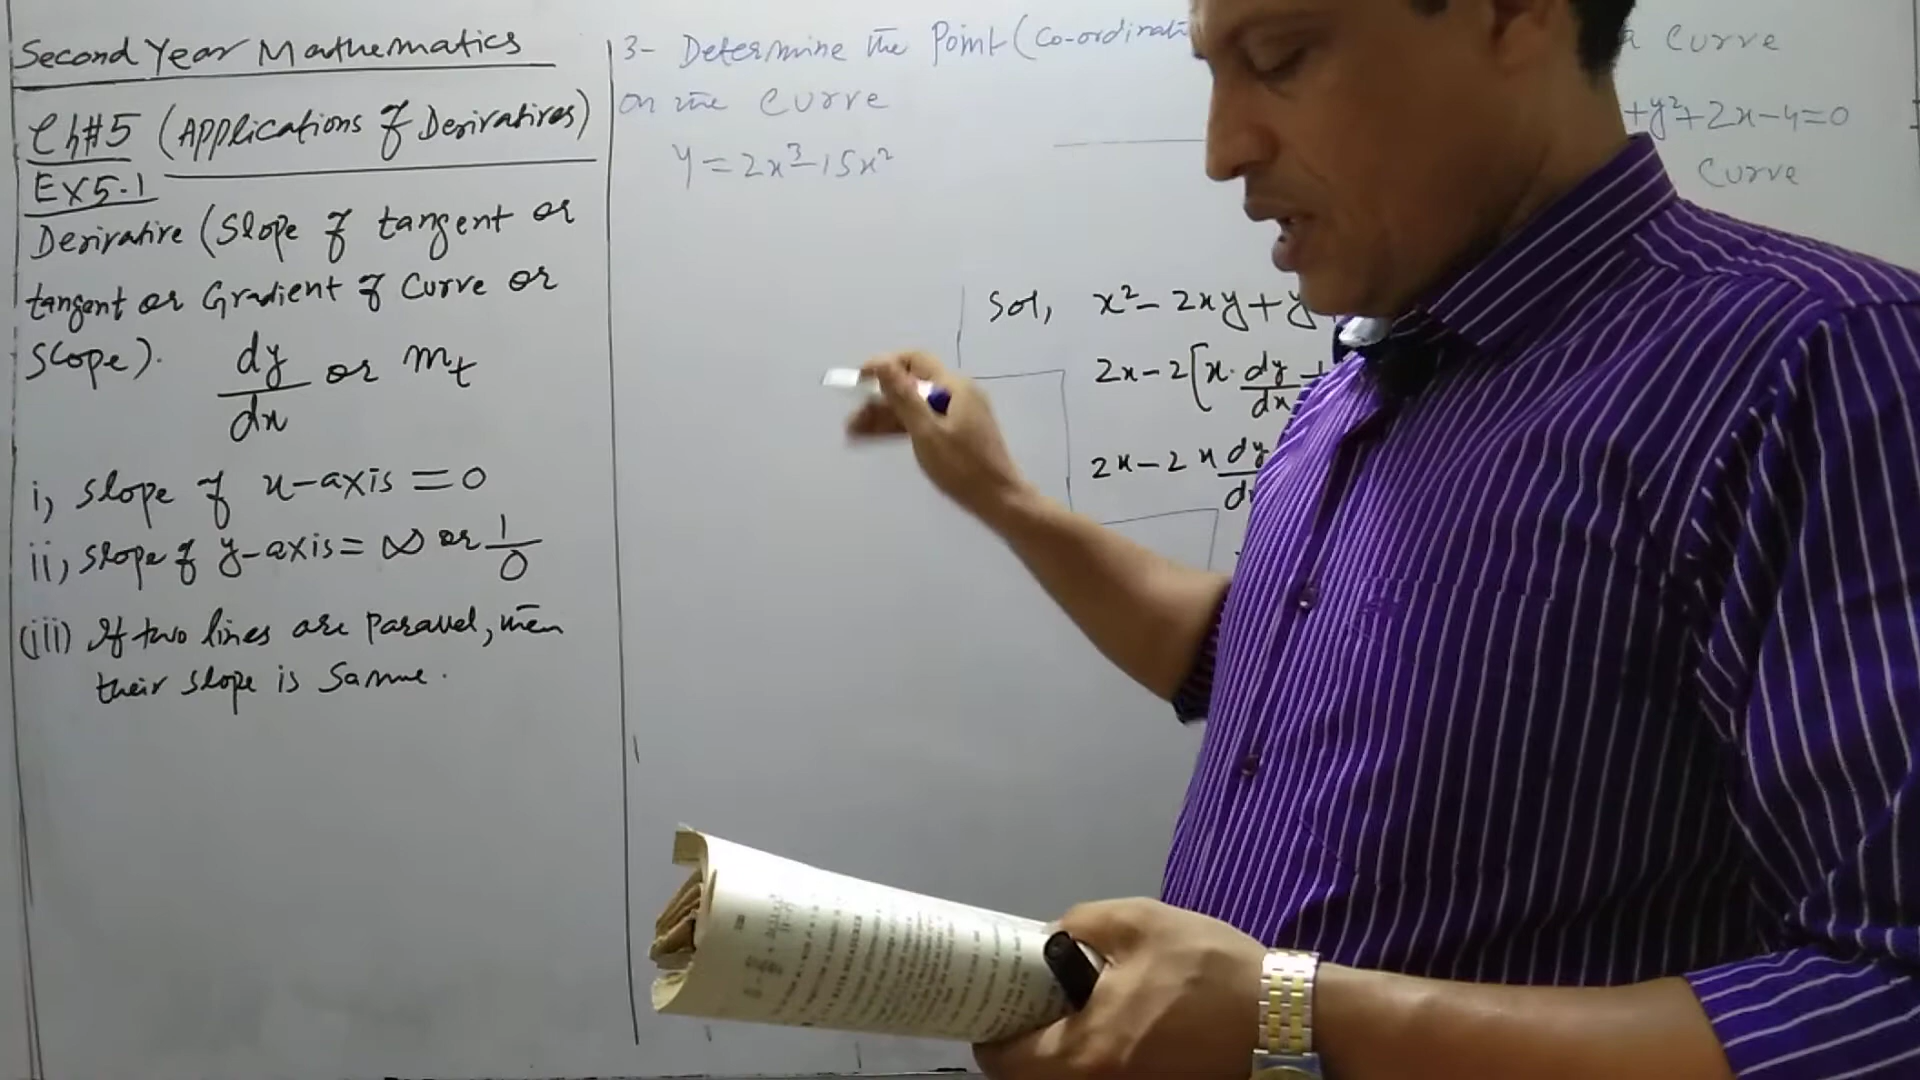 Second Year Mathematics
Ch#5 (Applications of Derivatives)
EX5.1
Derivative (Slope of tangent or
tangent or Gradient of Curve or
Slope). dy/dx or mt
i, slope of x-axis = 0
ii, slope of y-axis = ∞ or 1/0
(iii) If two lines are Parallel, then
their slope is Same.
3- Determine the Point (Co-ordinat
on the Curve
y = 2x³-15x²
Curve
+y²+2x-4=0
Curve
Sol, x²-2xy+y
2x-2[x.dy/dx+
2x-2x dy